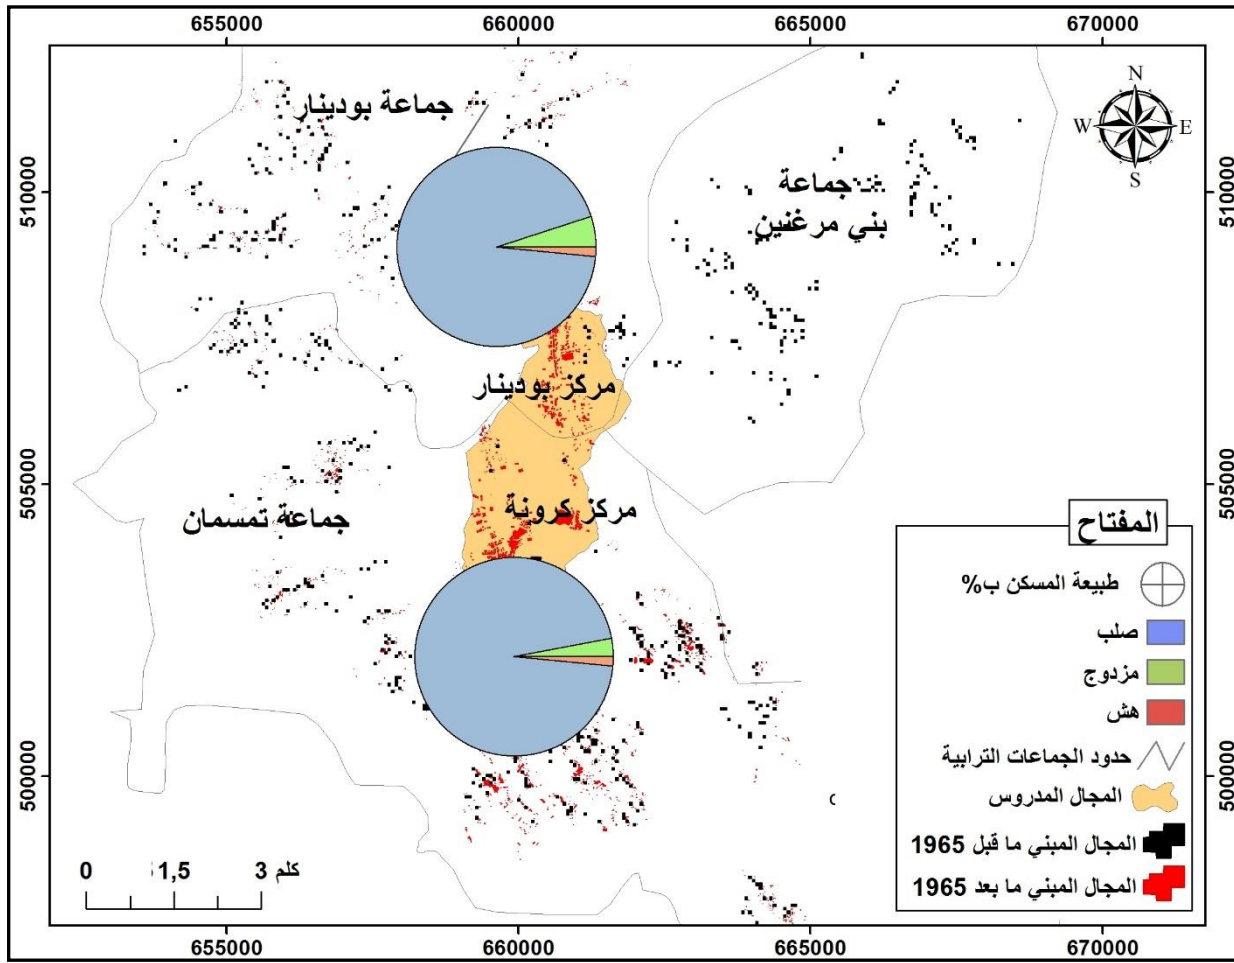 655000 660000 665000 670000
N
W E
S
جماعة بودينار
510000 510000
جماعة
بني مرغنين
مركز بودينار
505000 505000
مركز كرونة
جماعة تمسمان
المفتاح
طبيعة المسكن ب%
صلب
مزدوج
هش
حدود الجماعات الترابية
المجال المدروس
المجال المبني ما قبل 1965
المجال المبني ما بعد 1965
500000 500000
0 1,5 3 كلم
655000 660000 665000 670000